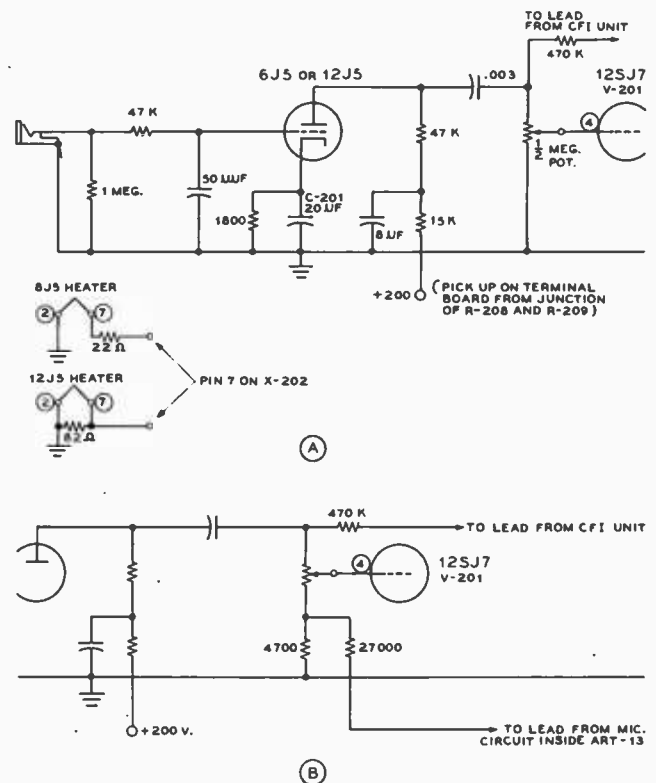 TO LEAD
FROM CFI UNIT
470 K
6J5 OR 12J5
.003
12SJ7
V-201
4
47 K
47 K
½ MEG.
POT.
1 MEG.
50 UUF
1800
C-201
20 UF
8 UF
15 K
+200
(PICK UP ON TERMINAL
BOARD FROM JUNCTION
OF R-208 AND R-209)
8J5 HEATER
2
7
22 Ω
12J5 HEATER
2
7
82 Ω
PIN 7 ON X-202
A
470 K
TO LEAD FROM CFI UNIT
4
12SJ7
V-201
4700
27000
+200 V.
TO LEAD FROM MIC.
CIRCUIT INSIDE ART-13
B